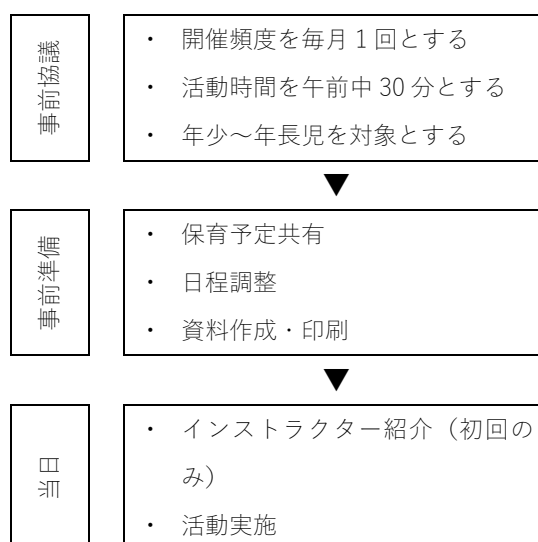 事前協議
・ 開催頻度を毎月1回とする
・ 活動時間を午前中30分とする
・ 年少～年長児を対象とする
▼
事前準備
・ 保育予定共有
・ 日程調整
・ 資料作成・印刷
▼
当日
・ インストラクター紹介（初回の
み）
・ 活動実施